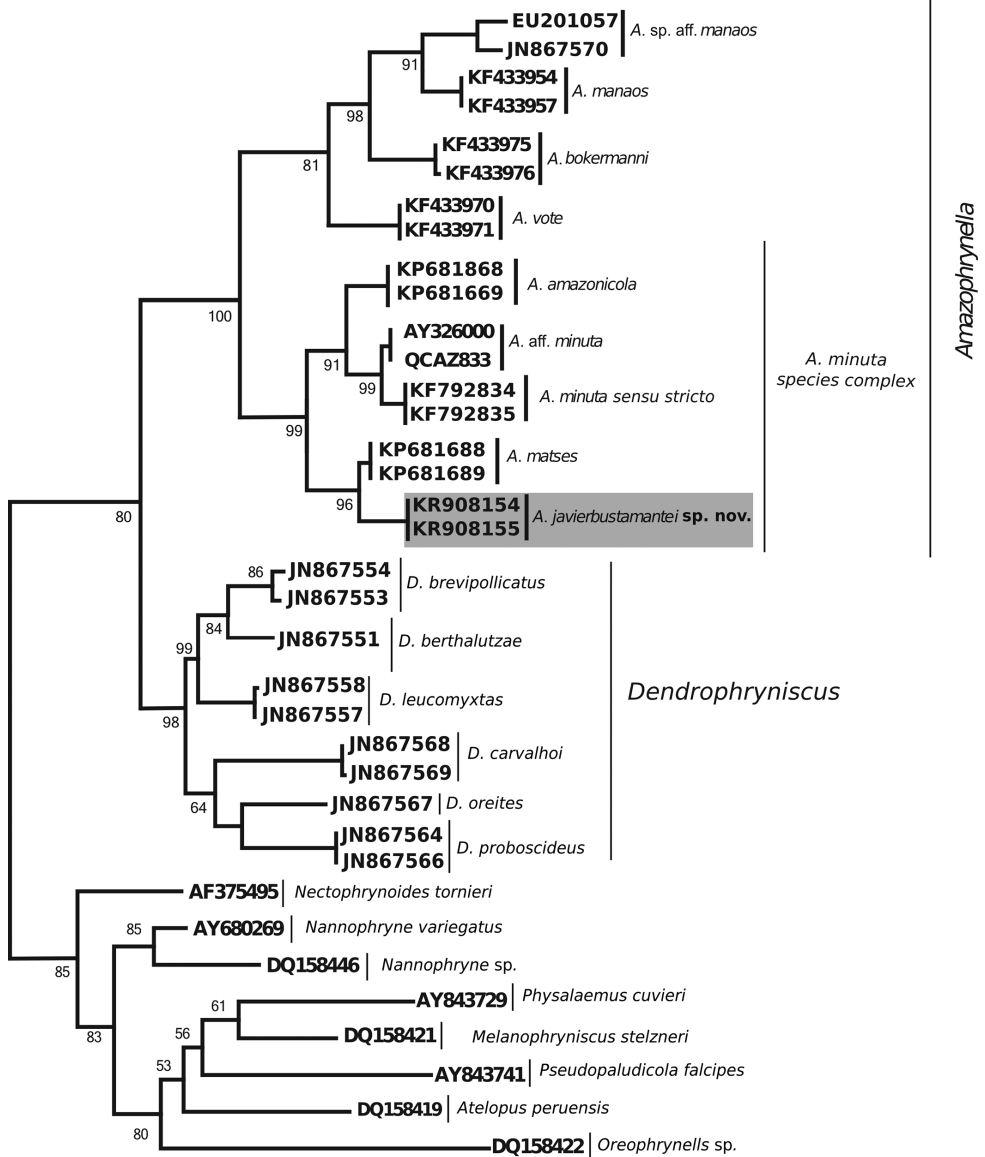 EU201057
A. sp. aff. manaos
JN867570
91
KF433954
A. manaos
KF433957
98
KF433975
A. bokermanni
KF433976
81
KF433970
A. vote
KF433971
Amazophrynella
KP681868
A. amazonicola
KP681669
100
AY326000
A. aff. minuta
QCAZ833
91
99
KF792834
A. minuta sensu stricto
KF792835
A. minuta
species complex
99
KP681688
A. matses
KP681689
96
KR908154
A. javierbustamantei sp. nov.
KR908155
80
86
JN867554
D. brevipollicatus
JN867553
84
JN867551
D. berthalutzae
99
JN867558
D. leucomyxtas
JN867557
Dendrophryniscus
98
JN867568
D. carvalhoi
JN867569
64
JN867567
D. oreites
JN867564
D. proboscideus
JN867566
AF375495
Nectophrynoides tornieri
85
AY680269
Nannophryne variegatus
DQ158446
Nannophryne sp.
85
61
AY843729
Physalaemus cuvieri
83
56
DQ158421
Melanophryniscus stelzneri
53
AY843741
Pseudopaludicola falcipes
DQ158419
Atelopus peruensis
80
DQ158422
Oreophrynells sp.